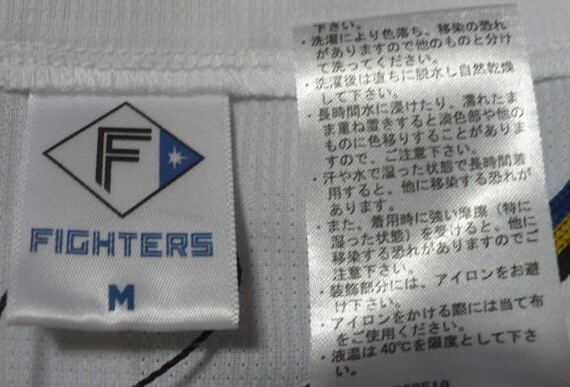 F
FIGHTERS
M
下さい。
・洗濯により色落ち、移染の恐れ
がありますので他のものと分け
て洗ってください。
・洗濯後は直ちに脱水し自然乾燥
して下さい。
・長時間水に浸けたり、濡れたま
ま重ね置きすると淡色部や他の
ものに色移りすることがありま
すので、ご注意下さい。
・汗や水で湿った状態で長時間着
用すると、他に移染する恐れが
あります。
・また、着用時に強い摩擦（特に
湿った状態）を受けると、他に
移染する恐れがありますのでご
注意下さい。
・装飾部分には、アイロンをお避
け下さい。
・アイロンをかける際には当て布
をご使用ください。
・液温は40℃を限度として下さ
い。